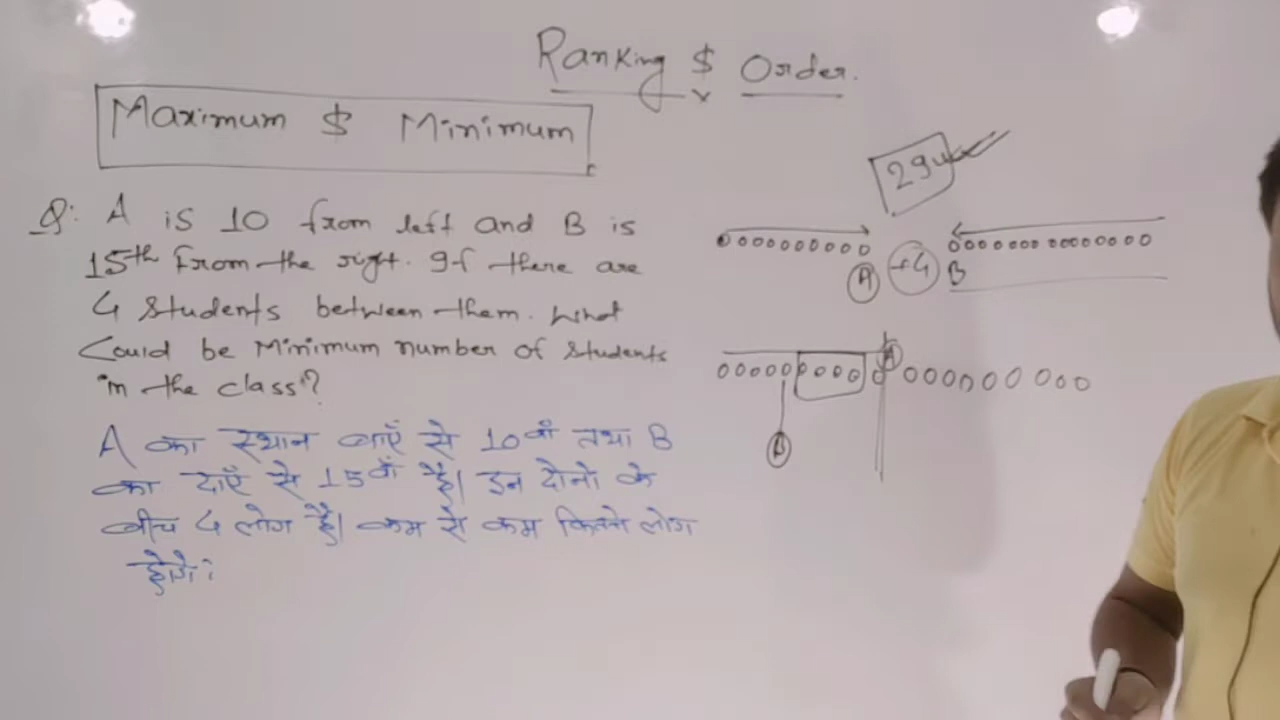 Ranking $ Order.
Maximum $ Minimum
Q: A is 10 from left and B is
15th from the right. If there are
4 Students between them. What
Could be Minimum number of Students
in the class?
A का स्थान बाएँ से 10वाँ तथा B
का दाएँ से 15वाँ है। इन दोनो के
बीच 4 लोग है। कम से कम कितने लोग
होंगे:
29
A +4 B
A